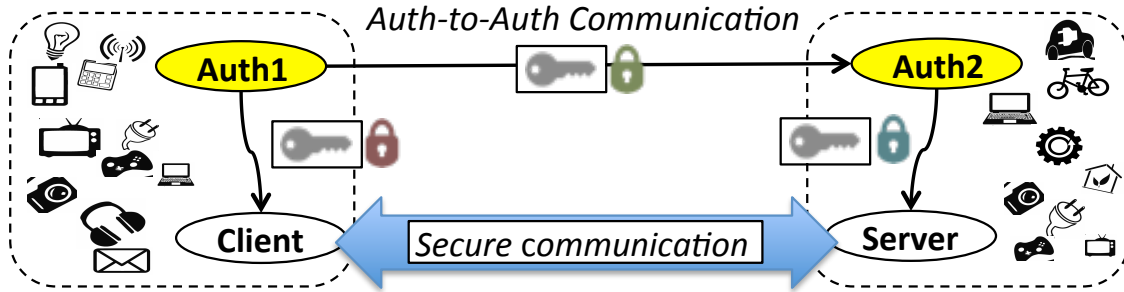 Auth-to-Auth Communication
Auth1
Auth2
Client
Secure communication
Server